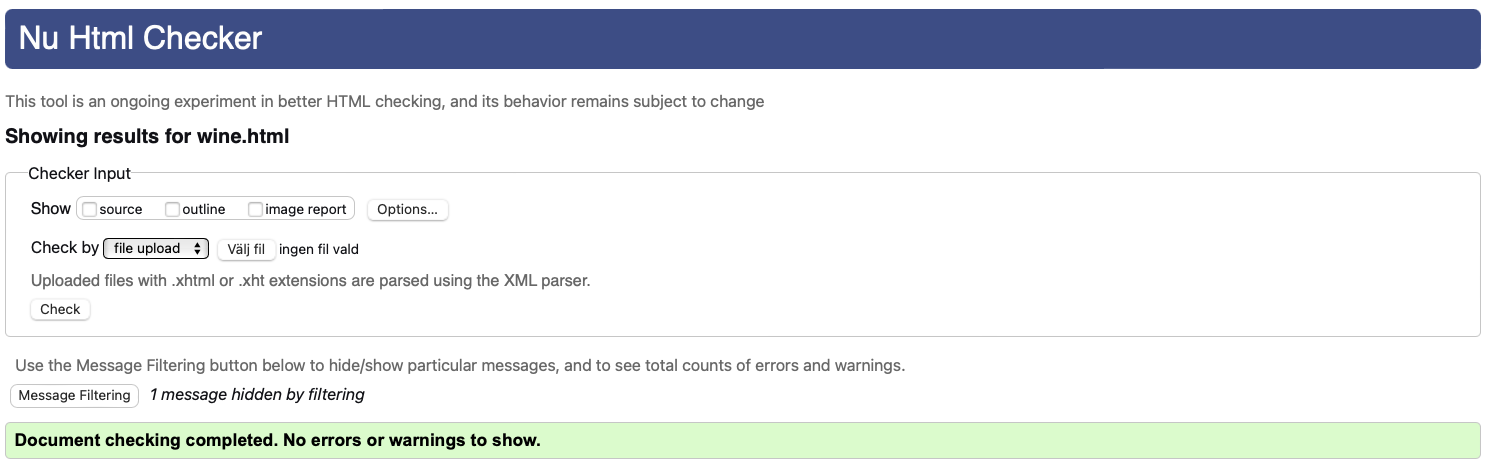 Nu Html Checker
This tool is an ongoing experiment in better HTML checking, and its behavior remains subject to change
Showing results for wine.html
Checker Input
Show source outline image report Options...
Check by file upload Välj fil ingen fil vald
Uploaded files with .xhtml or .xht extensions are parsed using the XML parser.
Check
Use the Message Filtering button below to hide/show particular messages, and to see total counts of errors and warnings.
Message Filtering 1 message hidden by filtering
Document checking completed. No errors or warnings to show.